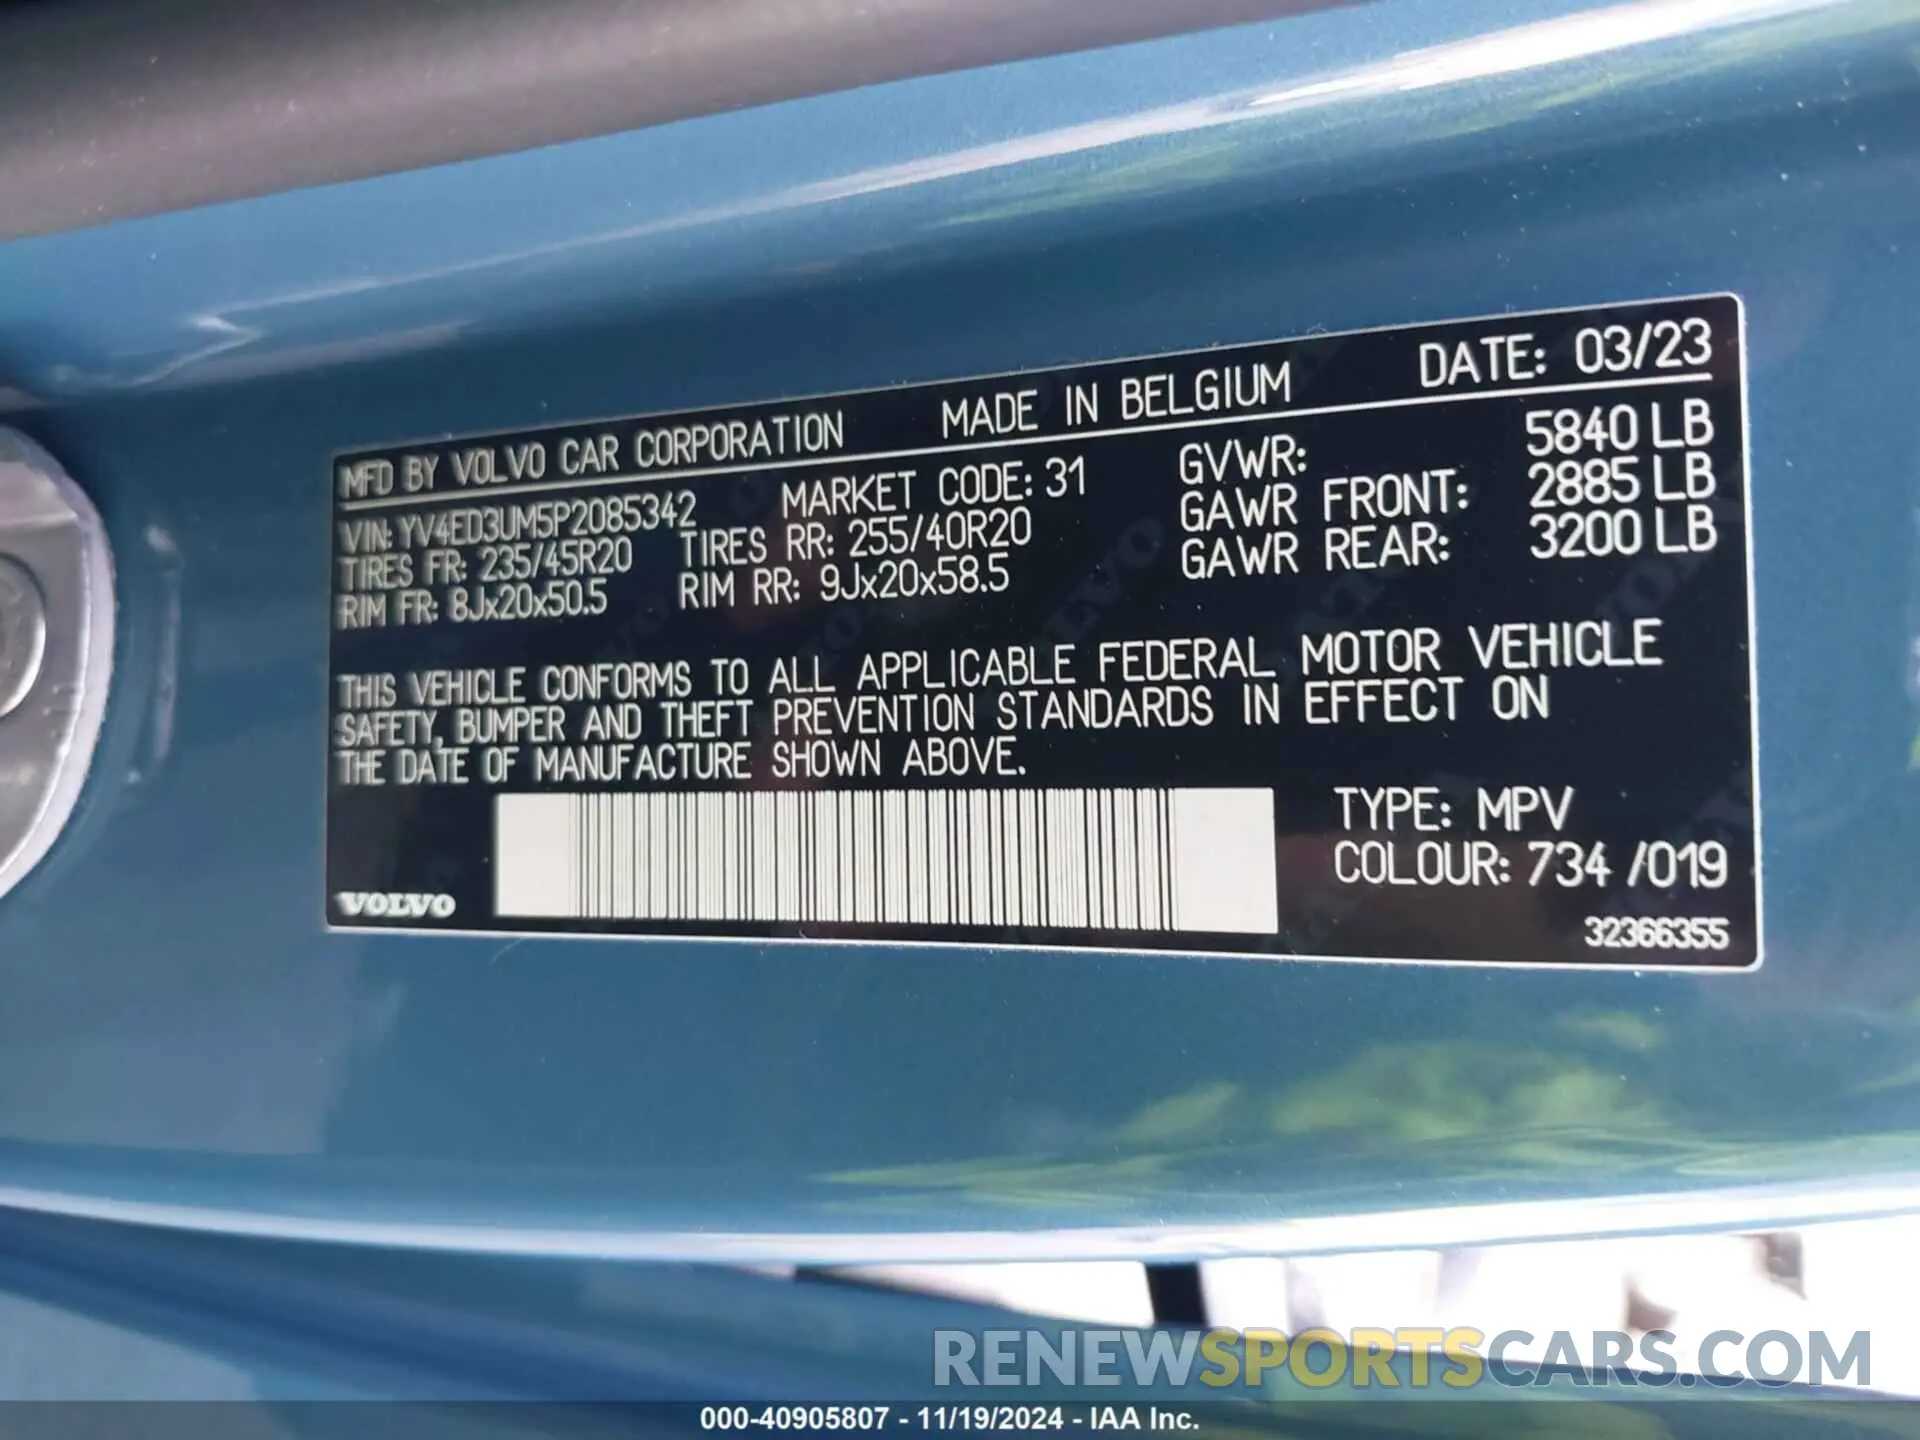 MFD BY VOLVO CAR CORPORATION MADE IN BELGIUM DATE: 03/23
VIN: YV4ED3UM5P2085342 MARKET CODE: 31 GVWR: 5840 LB
TIRES FR: 235/45R20 TIRES RR: 255/40R20 GAWR FRONT: 2885 LB
RIM FR: 8Jx20x50.5 RIM RR: 9Jx20x58.5 GAWR REAR: 3200 LB
THIS VEHICLE CONFORMS TO ALL APPLICABLE FEDERAL MOTOR VEHICLE
SAFETY, BUMPER AND THEFT PREVENTION STANDARDS IN EFFECT ON
THE DATE OF MANUFACTURE SHOWN ABOVE.
TYPE: MPV
COLOUR: 734 /019
VOLVO
32366355
RENEWSPORTSCARS.COM
000-40905807 - 11/19/2024 - IAA Inc.